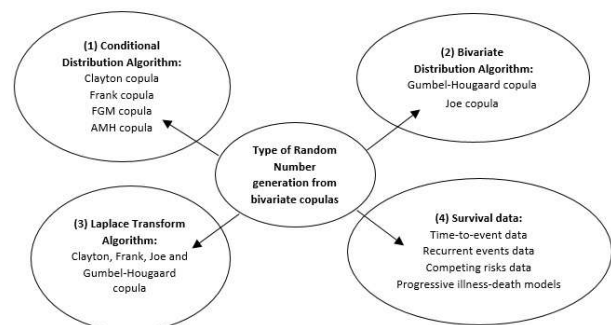 (1) Conditional
Distribution Algorithm:
Clayton copula
Frank copula
FGM copula
AMH copula
(2) Bivariate
Distribution Algorithm:
Gumbel-Hougaard copula
Joe copula
Type of Random
Number
generation from
bivariate copulas
(3) Laplace Transform
Algorithm:
Clayton, Frank, Joe and
Gumbel-Hougaard
copula
(4) Survival data:
Time-to-event data
Recurrent events data
Competing risks data
Progressive illness-death models